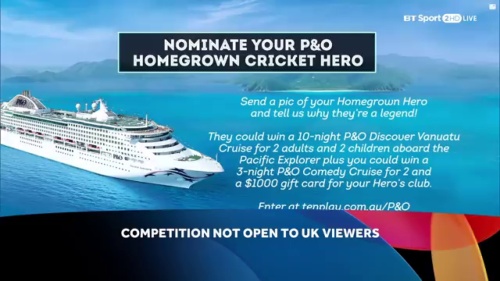 BT Sport 2HD LIVE
NOMINATE YOUR P&O
HOMEGROWN CRICKET HERO
Send a pic of your Homegrown Hero
and tell us why they're a legend!
They could win a 10-night P&O Discover Vanuatu
Cruise for 2 adults and 2 children aboard the
Pacific Explorer plus you could win a
3-night P&O Comedy Cruise for 2 and
a $1000 gift card for your Hero's club.
Enter at tenplay.com.au/P&O
P&O
COMPETITION NOT OPEN TO UK VIEWERS